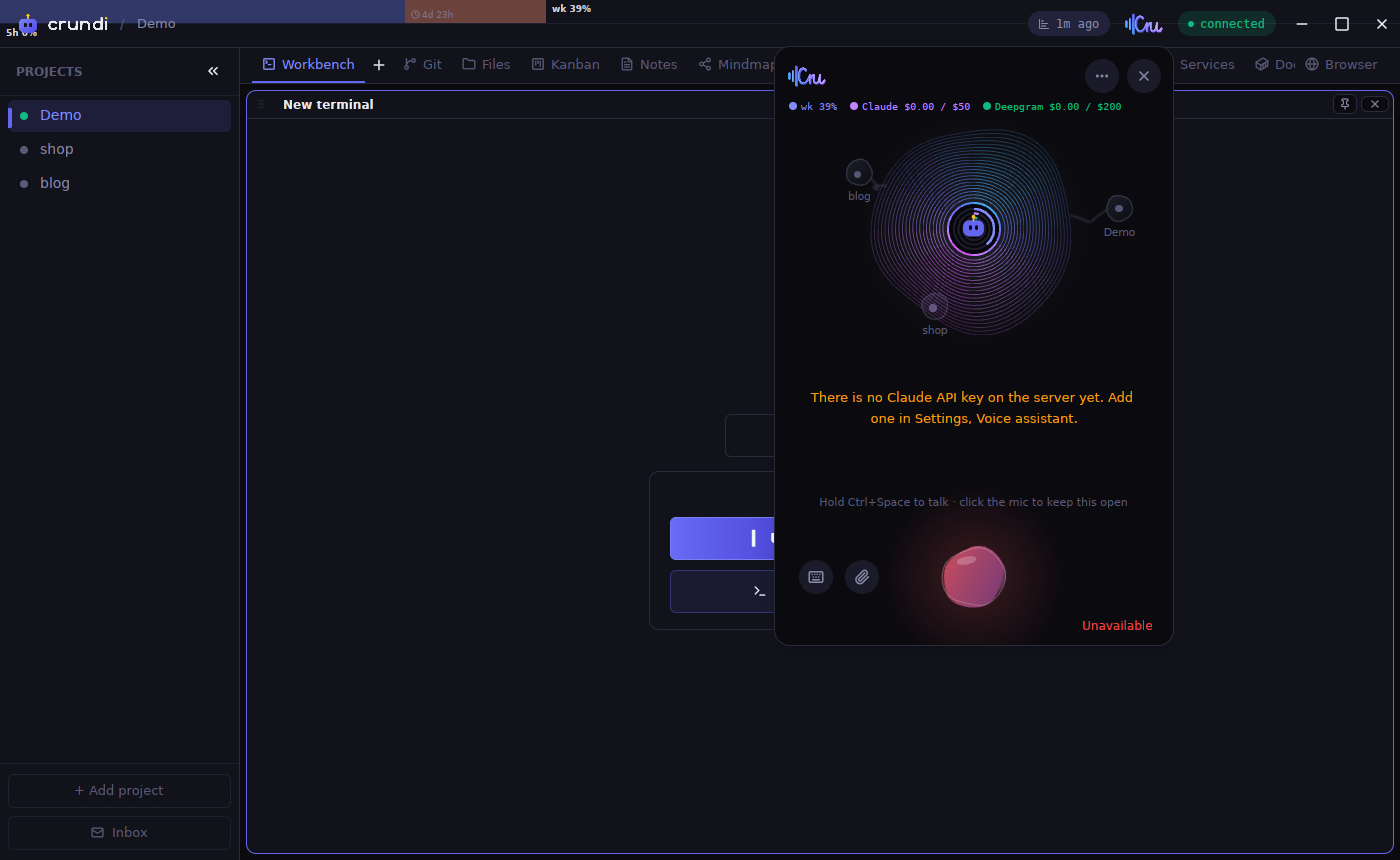 4d 23h
wk 39%
5h 0%
crundi / Demo
1m ago
Cru
connected
PROJECTS
Workbench
Git
Files
Kanban
Notes
Mindmap
Services
Browser
Demo
shop
blog
New terminal
Cru
wk 39%
Claude $0.00 / $50
Deepgram $0.00 / $200
blog
Demo
shop
There is no Claude API key on the server yet. Add
one in Settings, Voice assistant.
Hold Ctrl+Space to talk · click the mic to keep this open
Unavailable
+ Add project
Inbox